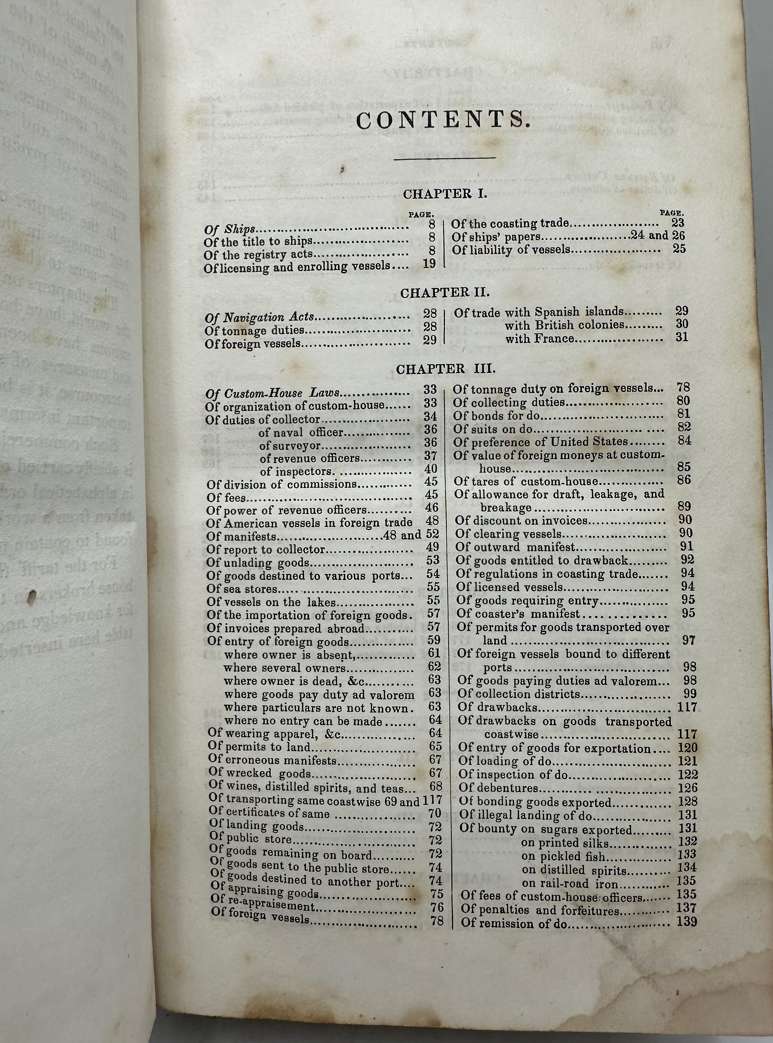 CONTENTS.
CHAPTER I.
PAGE.
Of Ships.................................... 8
Of the title to ships....................... 8
Of the registry acts....................... 8
Of licensing and enrolling vessels.... 19
PAGE.
Of the coasting trade..................... 23
Of ships' papers.....................24 and 26
Of liability of vessels..................... 25
CHAPTER II.
Of Navigation Acts...................... 28
Of tonnage duties......................... 28
Of foreign vessels......................... 29
Of trade with Spanish islands......... 29
with British colonies......... 30
with France..................... 31
CHAPTER III.
Of Custom-House Laws................ 33
Of organization of custom-house...... 33
Of duties of collector..................... 34
of naval officer................ 36
of surveyor..................... 36
of revenue officers............ 37
of inspectors. ................. 40
Of division of commissions............. 45
Of fees....................................... 45
Of power of revenue officers.......... 46
Of American vessels in foreign trade 48
Of manifests.........................48 and 52
Of report to collector.................... 49
Of unlading goods........................ 53
Of goods destined to various ports... 54
Of sea stores............................... 55
Of vessels on the lakes.................. 55
Of the importation of foreign goods. 57
Of invoices prepared abroad........... 57
Of entry of foreign goods............... 59
where owner is absent,............. 61
where several owners................ 62
where owner is dead, &c........... 63
where goods pay duty ad valorem 63
where particulars are not known. 63
where no entry can be made ....... 64
Of wearing apparel, &c.................. 64
Of permits to land........................ 65
Of erroneous manifests.................. 67
Of wrecked goods........................ 67
Of wines, distilled spirits, and teas... 68
Of transporting same coastwise 69 and 117
Of certificates of same .................. 70
Of landing goods.......................... 72
Of public store............................. 72
Of goods remaining on board.......... 72
Of goods sent to the public store...... 74
Of goods destined to another port.... 74
Of appraising goods...................... 75
Of re-appraisement....................... 76
Of foreign vessels......................... 78
Of tonnage duty on foreign vessels... 78
Of collecting duties....................... 80
Of bonds for do............................ 81
Of suits on do......................... .... 82
Of preference of United States........ 84
Of value of foreign moneys at custom-
house................................... 85
Of tares of custom-house............... 86
Of allowance for draft, leakage, and
breakage............................. 89
Of discount on invoices.................. 90
Of clearing vessels........................ 90
Of outward manifest..................... 91
Of goods entitled to drawback......... 92
Of regulations in coasting trade....... 94
Of licensed vessels........................ 94
Of goods requiring entry................ 95
Of coaster's manifest.............. 95
Of permits for goods transported over
land .................................... 97
Of foreign vessels bound to different
ports .................................... 98
Of goods paying duties ad valorem... 98
Of collection districts..................... 99
Of drawbacks...............................117
Of drawbacks on goods transported
coastwise ..............................117
Of entry of goods for exportation.... 120
Of loading of do...........................121
Of inspection of do....................... 122
Of debentures............................. 126
Of bonding goods exported............. 128
Of illegal landing of do.................. 131
Of bounty on sugars exported......... 131
on printed silks...............132
on pickled fish................133
on distilled spirits........... 134
on rail-road iron............ 135
Of fees of custom-house officers....... 135
Of penalties and forfeitures............ 137
Of remission of do........................ 139